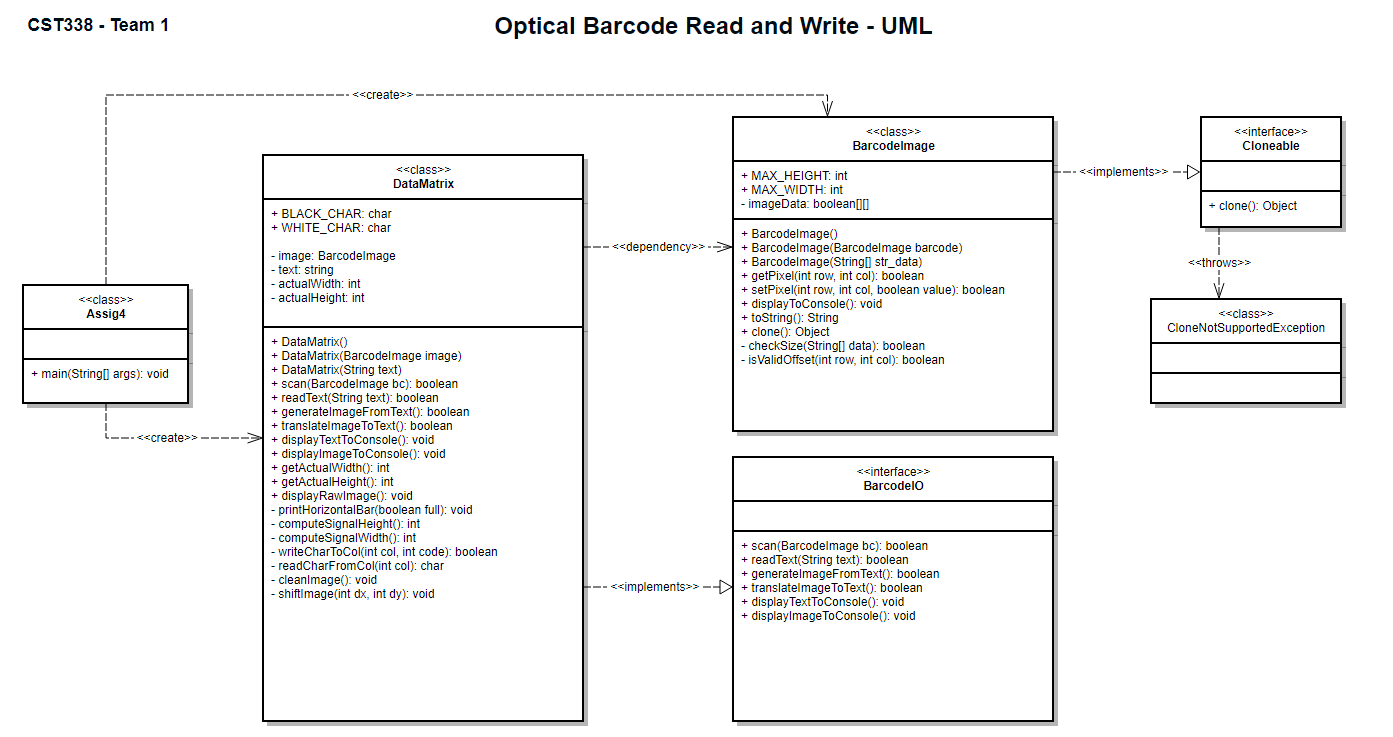 CST338 - Team 1
Optical Barcode Read and Write - UML
<<create>>
<<class>>
Assig4
+ main(String[] args): void
<<create>>
<<class>>
DataMatrix
+ BLACK_CHAR: char
+ WHITE_CHAR: char
- image: BarcodeImage
- text: string
- actualWidth: int
- actualHeight: int
+ DataMatrix()
+ DataMatrix(BarcodeImage image)
+ DataMatrix(String text)
+ scan(BarcodeImage bc): boolean
+ readText(String text): boolean
+ generateImageFromText(): boolean
+ translateImageToText(): boolean
+ displayTextToConsole(): void
+ displayImageToConsole(): void
+ getActualWidth(): int
+ getActualHeight(): int
+ displayRawImage(): void
- printHorizontalBar(boolean full): void
- computeSignalHeight(): int
- computeSignalWidth(): int
- writeCharToCol(int col, int code): boolean
- readCharFromCol(int col): char
- cleanImage(): void
- shiftImage(int dx, int dy): void
<<dependency>>
<<implements>>
<<class>>
BarcodeImage
+ MAX_HEIGHT: int
+ MAX_WIDTH: int
- imageData: boolean[][]
+ BarcodeImage()
+ BarcodeImage(BarcodeImage barcode)
+ BarcodeImage(String[] str_data)
+ getPixel(int row, int col): boolean
+ setPixel(int row, int col, boolean value): boolean
+ displayToConsole(): void
+ toString(): String
+ clone(): Object
- checkSize(String[] data): boolean
- isValidOffset(int row, int col): boolean
<<interface>>
BarcodeIO
+ scan(BarcodeImage bc): boolean
+ readText(String text): boolean
+ generateImageFromText(): boolean
+ translateImageToText(): boolean
+ displayTextToConsole(): void
+ displayImageToConsole(): void
<<implements>>
<<interface>>
Cloneable
+ clone(): Object
<<throws>>
<<class>>
CloneNotSupportedException